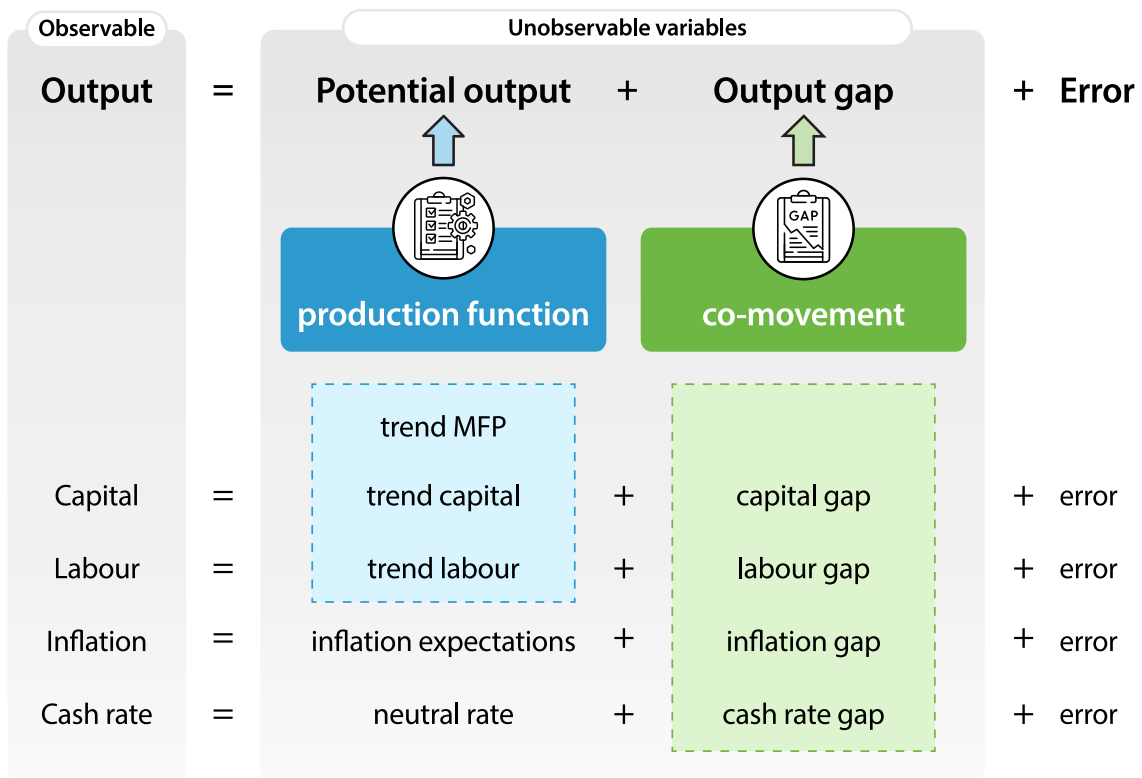 Observable
Unobservable variables
Output = Potential output + Output gap + Error
GAP
production function
co-movement
trend MFP
Capital = trend capital + capital gap + error
Labour = trend labour + labour gap + error
Inflation = inflation expectations + inflation gap + error
Cash rate = neutral rate + cash rate gap + error